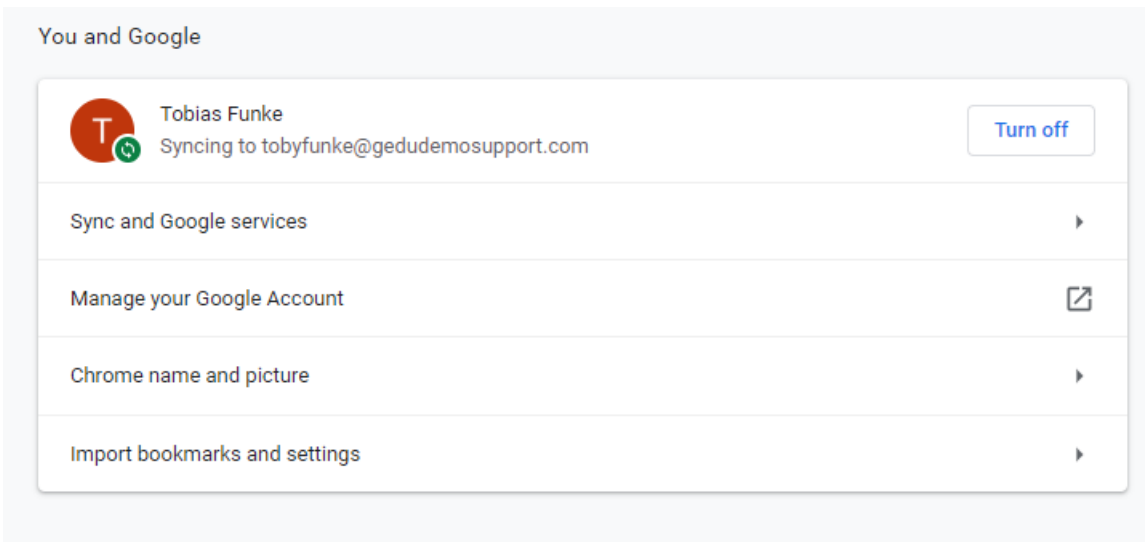 You and Google
T
Tobias Funke
Syncing to tobyfunke@gedudemosupport.com
Turn off
Sync and Google services
Manage your Google Account
Chrome name and picture
Import bookmarks and settings